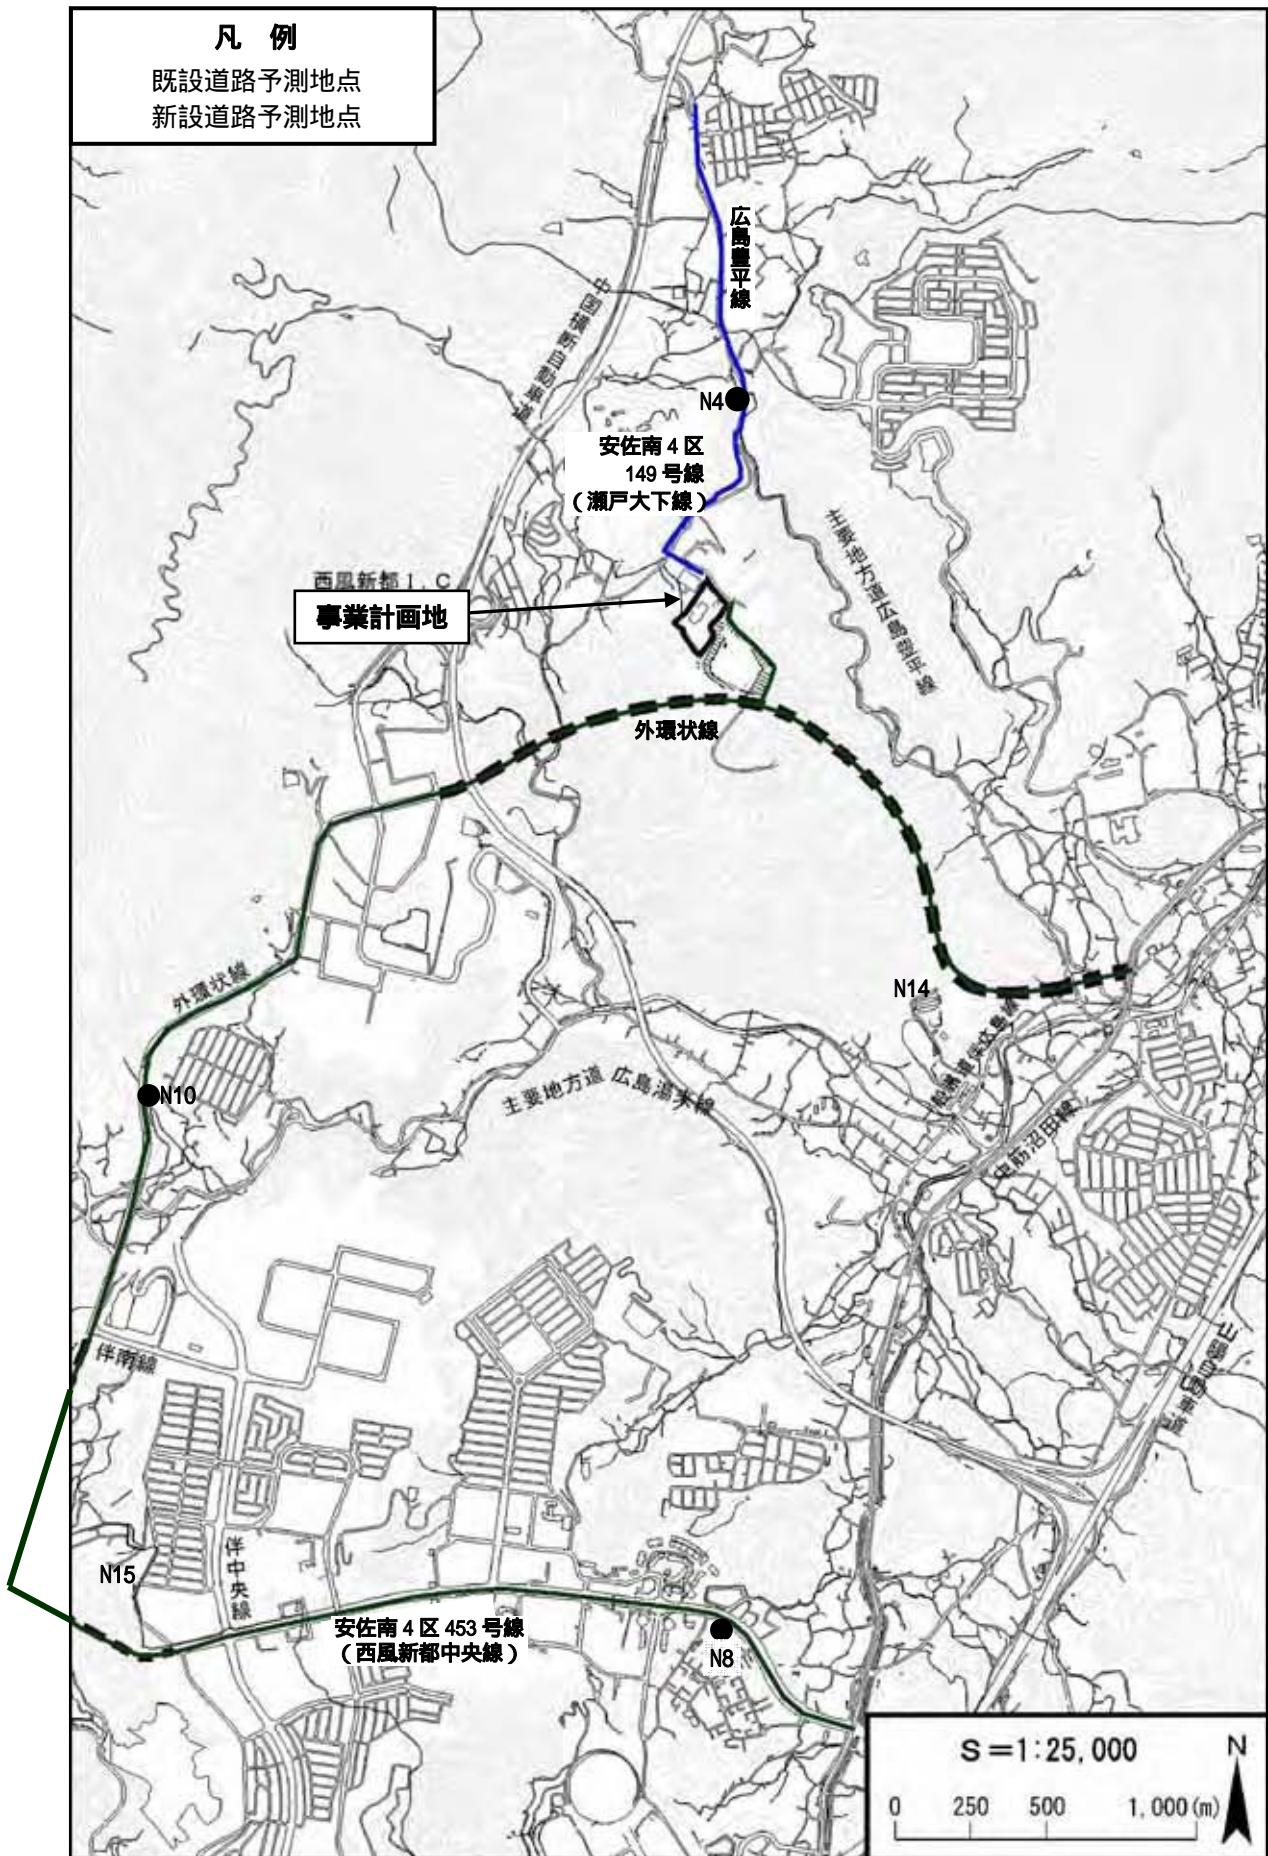 凡 例
既設道路予測地点
新設道路予測地点
広島豊平線
中国横断自動車道
N4
安佐南 4 区
149 号線
（瀬戸大下線）
主要地方道広島豊平線
西風新都 I . C
事業計画地
外環状線
外環状線
N14
N10
主要地方道 広島湯来線
中筋沼田線
山陽自動車道
伴南線
伴中央線
N15
安佐南 4 区 453 号線
（西風新都中央線）
N8
S＝1:25,000
N
0 250 500 1,000 (m)